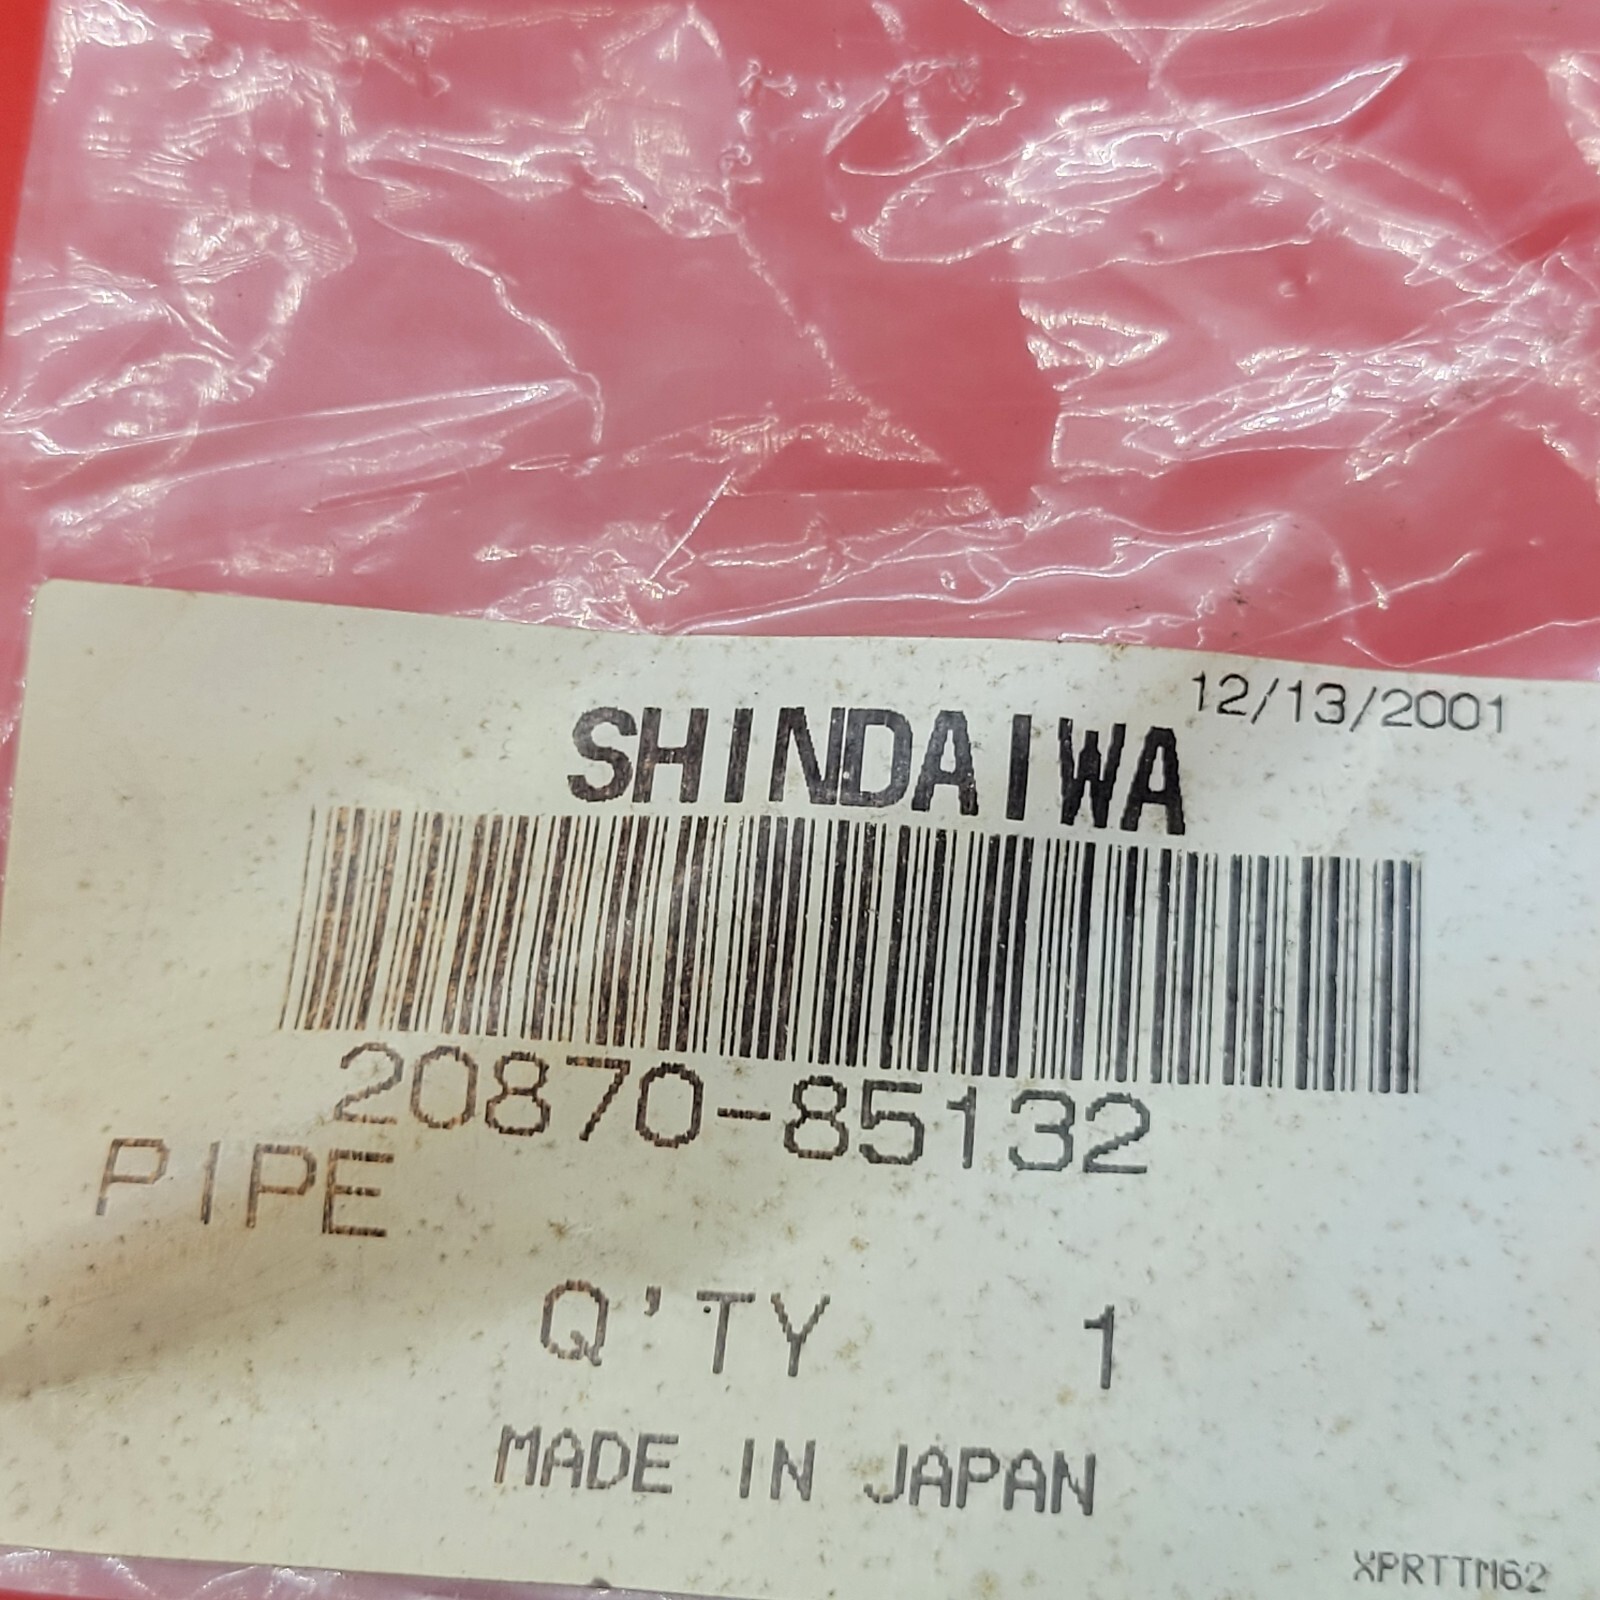 12/13/2001
SHINDAIWA
20870-85132
PIPE
Q'TY 1
MADE IN JAPAN
XPRTTM62